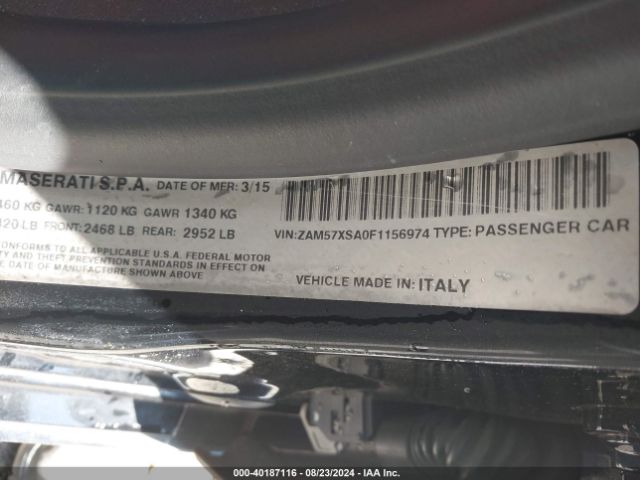 MASERATI S.P.A. DATE OF MFR: 3/15
460 KG GAWR: 1120 KG GAWR 1340 KG
420 LB FRONT: 2468 LB REAR: 2952 LB
CONFORMS TO ALL APPLICABLE U.S.A. FEDERAL MOTOR
TY AND THEFT PREVENTION STANDARDS IN EFFECT ON
DATE OF MANUFACTURE SHOWN ABOVE
VIN: ZAM57XSA0F1156974 TYPE: PASSENGER CAR
VEHICLE MADE IN: ITALY
000-40187116 - 08/23/2024 - IAA Inc.